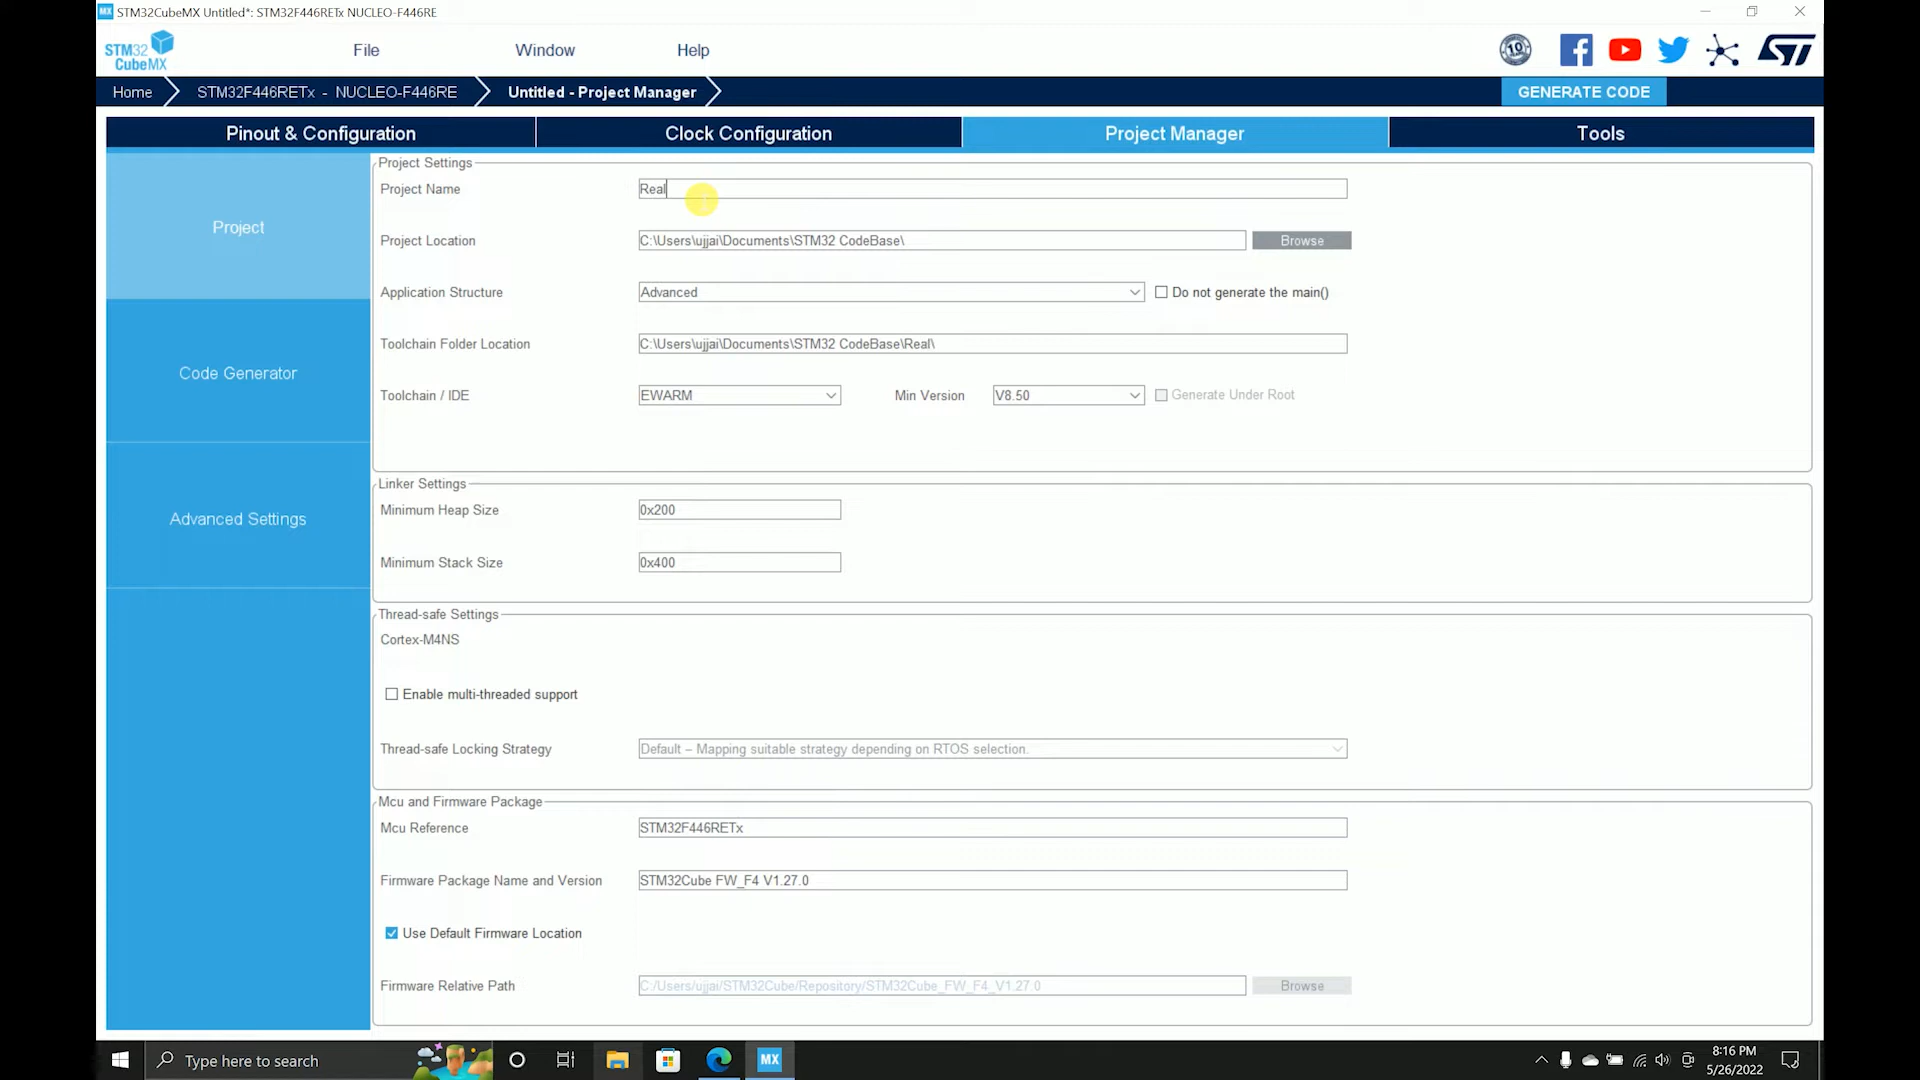 MX STM32CubeMX Untitled*: STM32F446RETx NUCLEO-F446RE
STM32
CubeMX
File
Window
Help
10
ST
Home
STM32F446RETx - NUCLEO-F446RE
Untitled - Project Manager
GENERATE CODE
Pinout & Configuration
Clock Configuration
Project Manager
Tools
Project
Code Generator
Advanced Settings
Project Settings
Project Name
Real
Project Location
C:\Users\ujjai\Documents\STM32 CodeBase\
Browse
Application Structure
Advanced
Do not generate the main()
Toolchain Folder Location
C:\Users\ujjai\Documents\STM32 CodeBase\Real\
Toolchain / IDE
EWARM
Min Version
V8.50
Generate Under Root
Linker Settings
Minimum Heap Size
0x200
Minimum Stack Size
0x400
Thread-safe Settings
Cortex-M4NS
Enable multi-threaded support
Thread-safe Locking Strategy
Default – Mapping suitable strategy depending on RTOS selection.
Mcu and Firmware Package
Mcu Reference
STM32F446RETx
Firmware Package Name and Version
STM32Cube FW_F4 V1.27.0
Use Default Firmware Location
Firmware Relative Path
C:/Users/ujjai/STM32Cube/Repository/STM32Cube_FW_F4_V1.27.0
Browse
Type here to search
MX
8:16 PM
5/26/2022